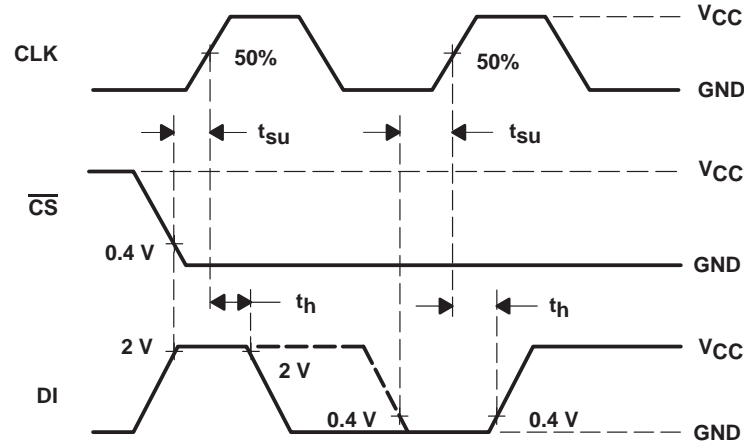 VCC
CLK
50%
50%
GND
tsu
tsu
VCC
CS
0.4 V
GND
th
th
2 V
2 V
VCC
DI
0.4 V
0.4 V
GND